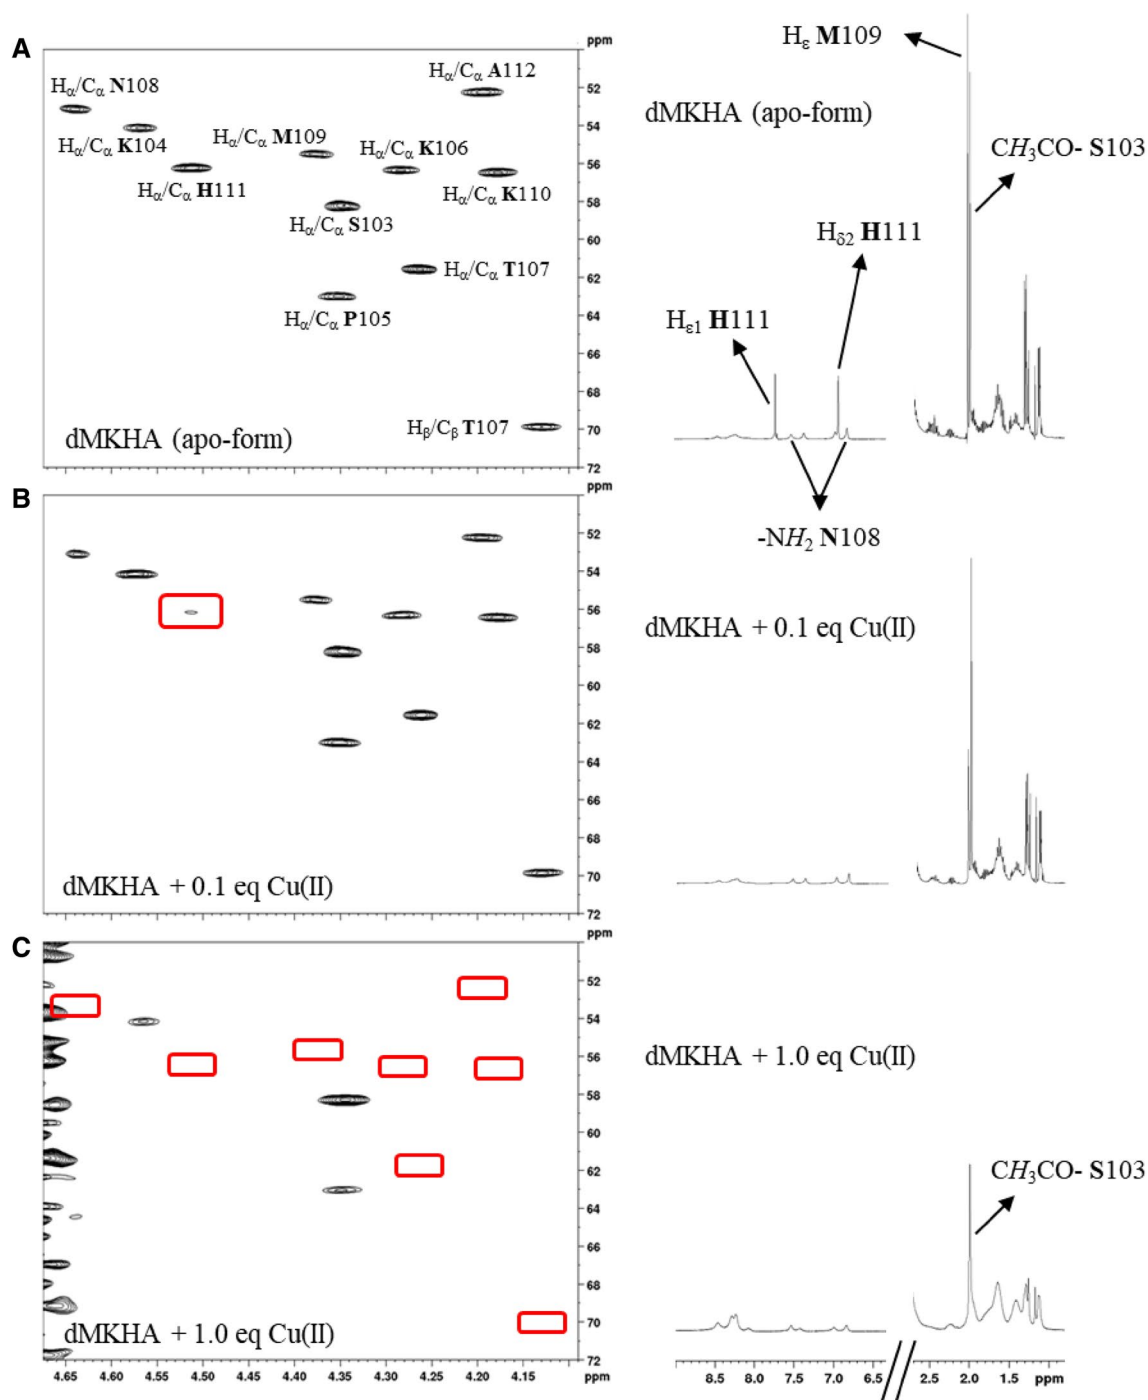 A
ppm
Hα/Cα N108
Hα/Cα A112
52
Hα/Cα K104
54
Hα/Cα M109
Hα/Cα K106
56
Hα/Cα H111
Hα/Cα K110
58
Hα/Cα S103
60
Hα/Cα T107
62
Hα/Cα P105
64
66
68
dMKHA (apo-form)
Hβ/Cβ T107
70
72
Hε M109
dMKHA (apo-form)
CH3CO- S103
Hδ2 H111
Hε1 H111
-NH2 N108
B
ppm
52
54
56
58
60
62
64
66
68
70
72
dMKHA + 0.1 eq Cu(II)
dMKHA + 0.1 eq Cu(II)
C
ppm
52
54
56
58
60
62
64
66
68
70
72
dMKHA + 1.0 eq Cu(II)
4.65 4.60 4.55 4.50 4.45 4.40 4.35 4.30 4.25 4.20 4.15 ppm
dMKHA + 1.0 eq Cu(II)
CH3CO- S103
8.5 8.0 7.5 7.0 6.5 2.5 2.0 1.5 ppm